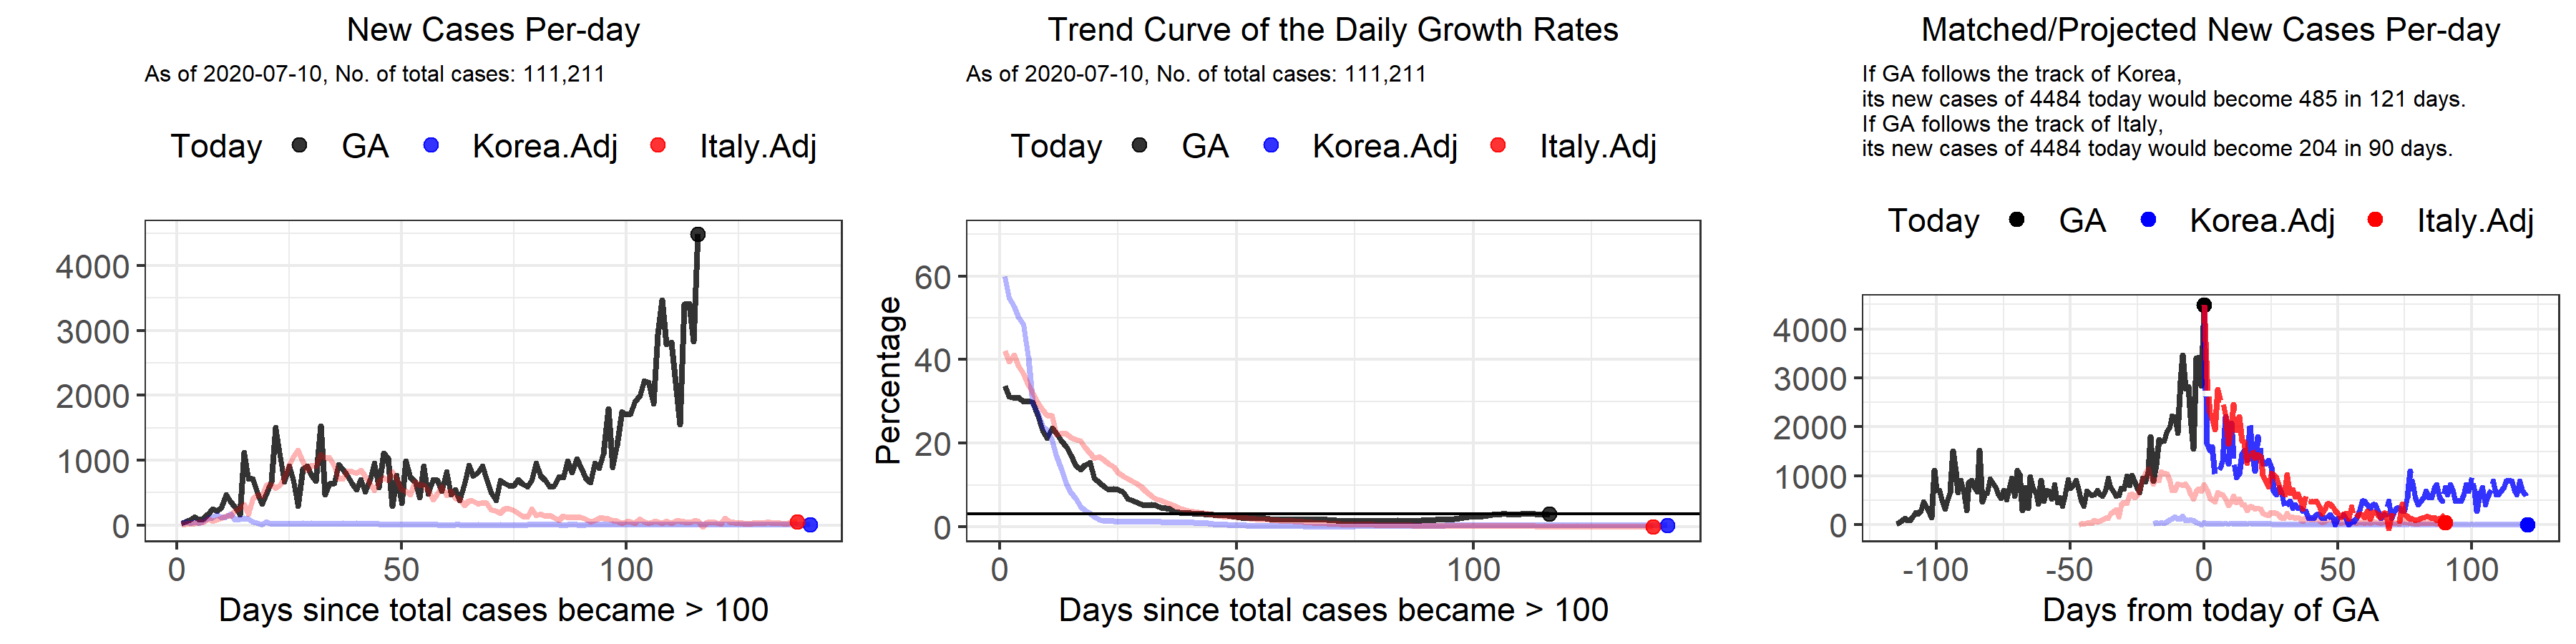 New Cases Per-day
As of 2020-07-10, No. of total cases: 111,211
Today GA Korea.Adj Italy.Adj
4000
3000
2000
1000
0
0 50 100
Days since total cases became > 100
Trend Curve of the Daily Growth Rates
As of 2020-07-10, No. of total cases: 111,211
Today GA Korea.Adj Italy.Adj
Percentage
60
40
20
0
0 50 100
Days since total cases became > 100
Matched/Projected New Cases Per-day
If GA follows the track of Korea,
its new cases of 4484 today would become 485 in 121 days.
If GA follows the track of Italy,
its new cases of 4484 today would become 204 in 90 days.
Today GA Korea.Adj Italy.Adj
4000
3000
2000
1000
0
-100 -50 0 50 100
Days from today of GA